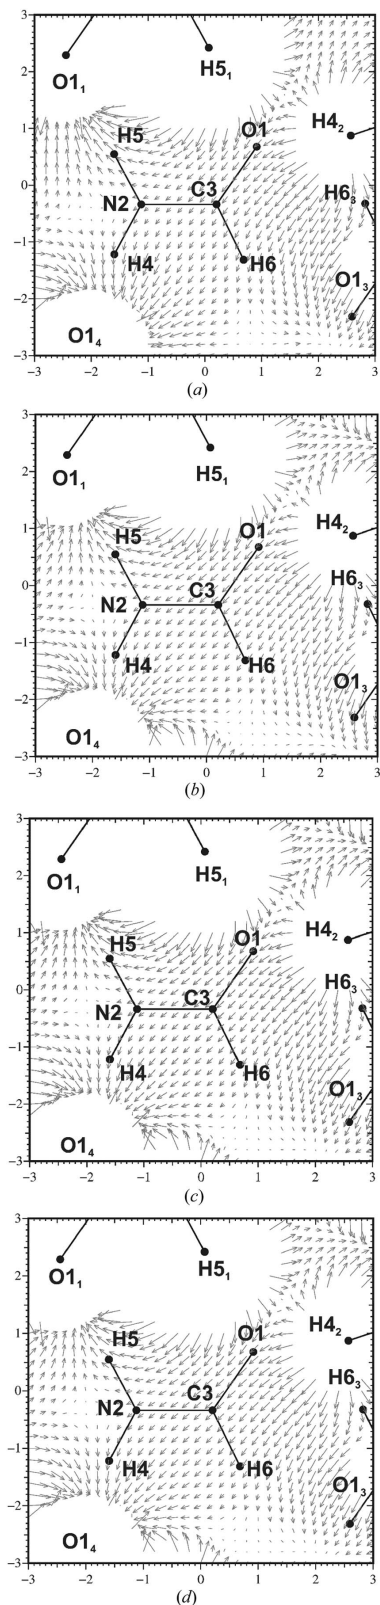 3
2
1
0
−1
−2
−3
O1₁
H5₁
H5
O1
H4₂
N2
C3
H6₃
H4
H6
O1₃
O1₄
−3 −2 −1 0 1 2 3
(a)
3
2
1
0
−1
−2
−3
O1₁
H5₁
H5
O1
H4₂
N2
C3
H6₃
H4
H6
O1₃
O1₄
−3 −2 −1 0 1 2 3
(b)
3
2
1
0
−1
−2
−3
O1₁
H5₁
H5
O1
H4₂
N2
C3
H6₃
H4
H6
O1₃
O1₄
−3 −2 −1 0 1 2 3
(c)
3
2
1
0
−1
−2
−3
O1₁
H5₁
H5
O1
H4₂
N2
C3
H6₃
H4
H6
O1₃
O1₄
−3 −2 −1 0 1 2 3
(d)